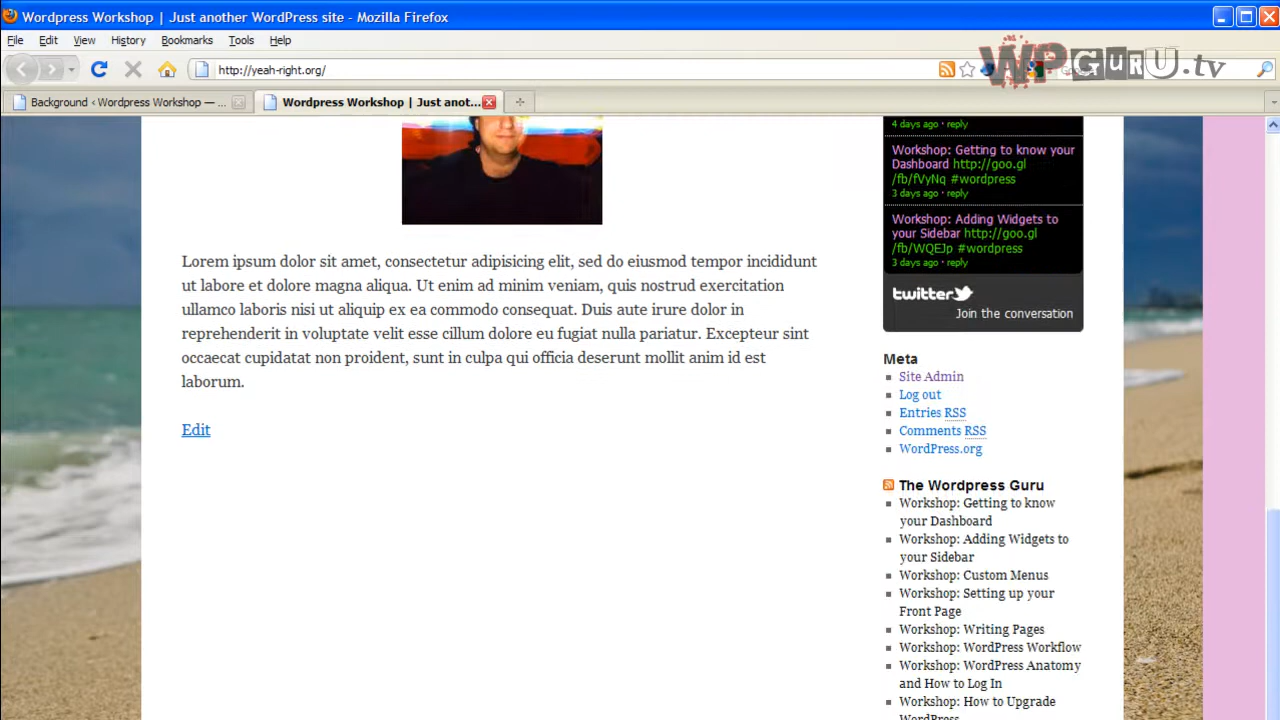 Wordpress Workshop | Just another WordPress site - Mozilla Firefox
File Edit View History Bookmarks Tools Help
http://yeah-right.org/
WPGURU.tv
Background ‹ Wordpress Workshop — ...
Wordpress Workshop | Just anot...
4 days ago · reply
Workshop: Getting to know your
Dashboard http://goo.gl
/fb/fVyNq #wordpress
3 days ago · reply
Workshop: Adding Widgets to
your Sidebar http://goo.gl
/fb/WQEJp #wordpress
3 days ago · reply
twitter
Join the conversation
Lorem ipsum dolor sit amet, consectetur adipisicing elit, sed do eiusmod tempor incididunt
ut labore et dolore magna aliqua. Ut enim ad minim veniam, quis nostrud exercitation
ullamco laboris nisi ut aliquip ex ea commodo consequat. Duis aute irure dolor in
reprehenderit in voluptate velit esse cillum dolore eu fugiat nulla pariatur. Excepteur sint
occaecat cupidatat non proident, sunt in culpa qui officia deserunt mollit anim id est
laborum.
Edit
Meta
Site Admin
Log out
Entries RSS
Comments RSS
WordPress.org
The Wordpress Guru
Workshop: Getting to know
your Dashboard
Workshop: Adding Widgets to
your Sidebar
Workshop: Custom Menus
Workshop: Setting up your
Front Page
Workshop: Writing Pages
Workshop: WordPress Workflow
Workshop: WordPress Anatomy
and How to Log In
Workshop: How to Upgrade
WordPress